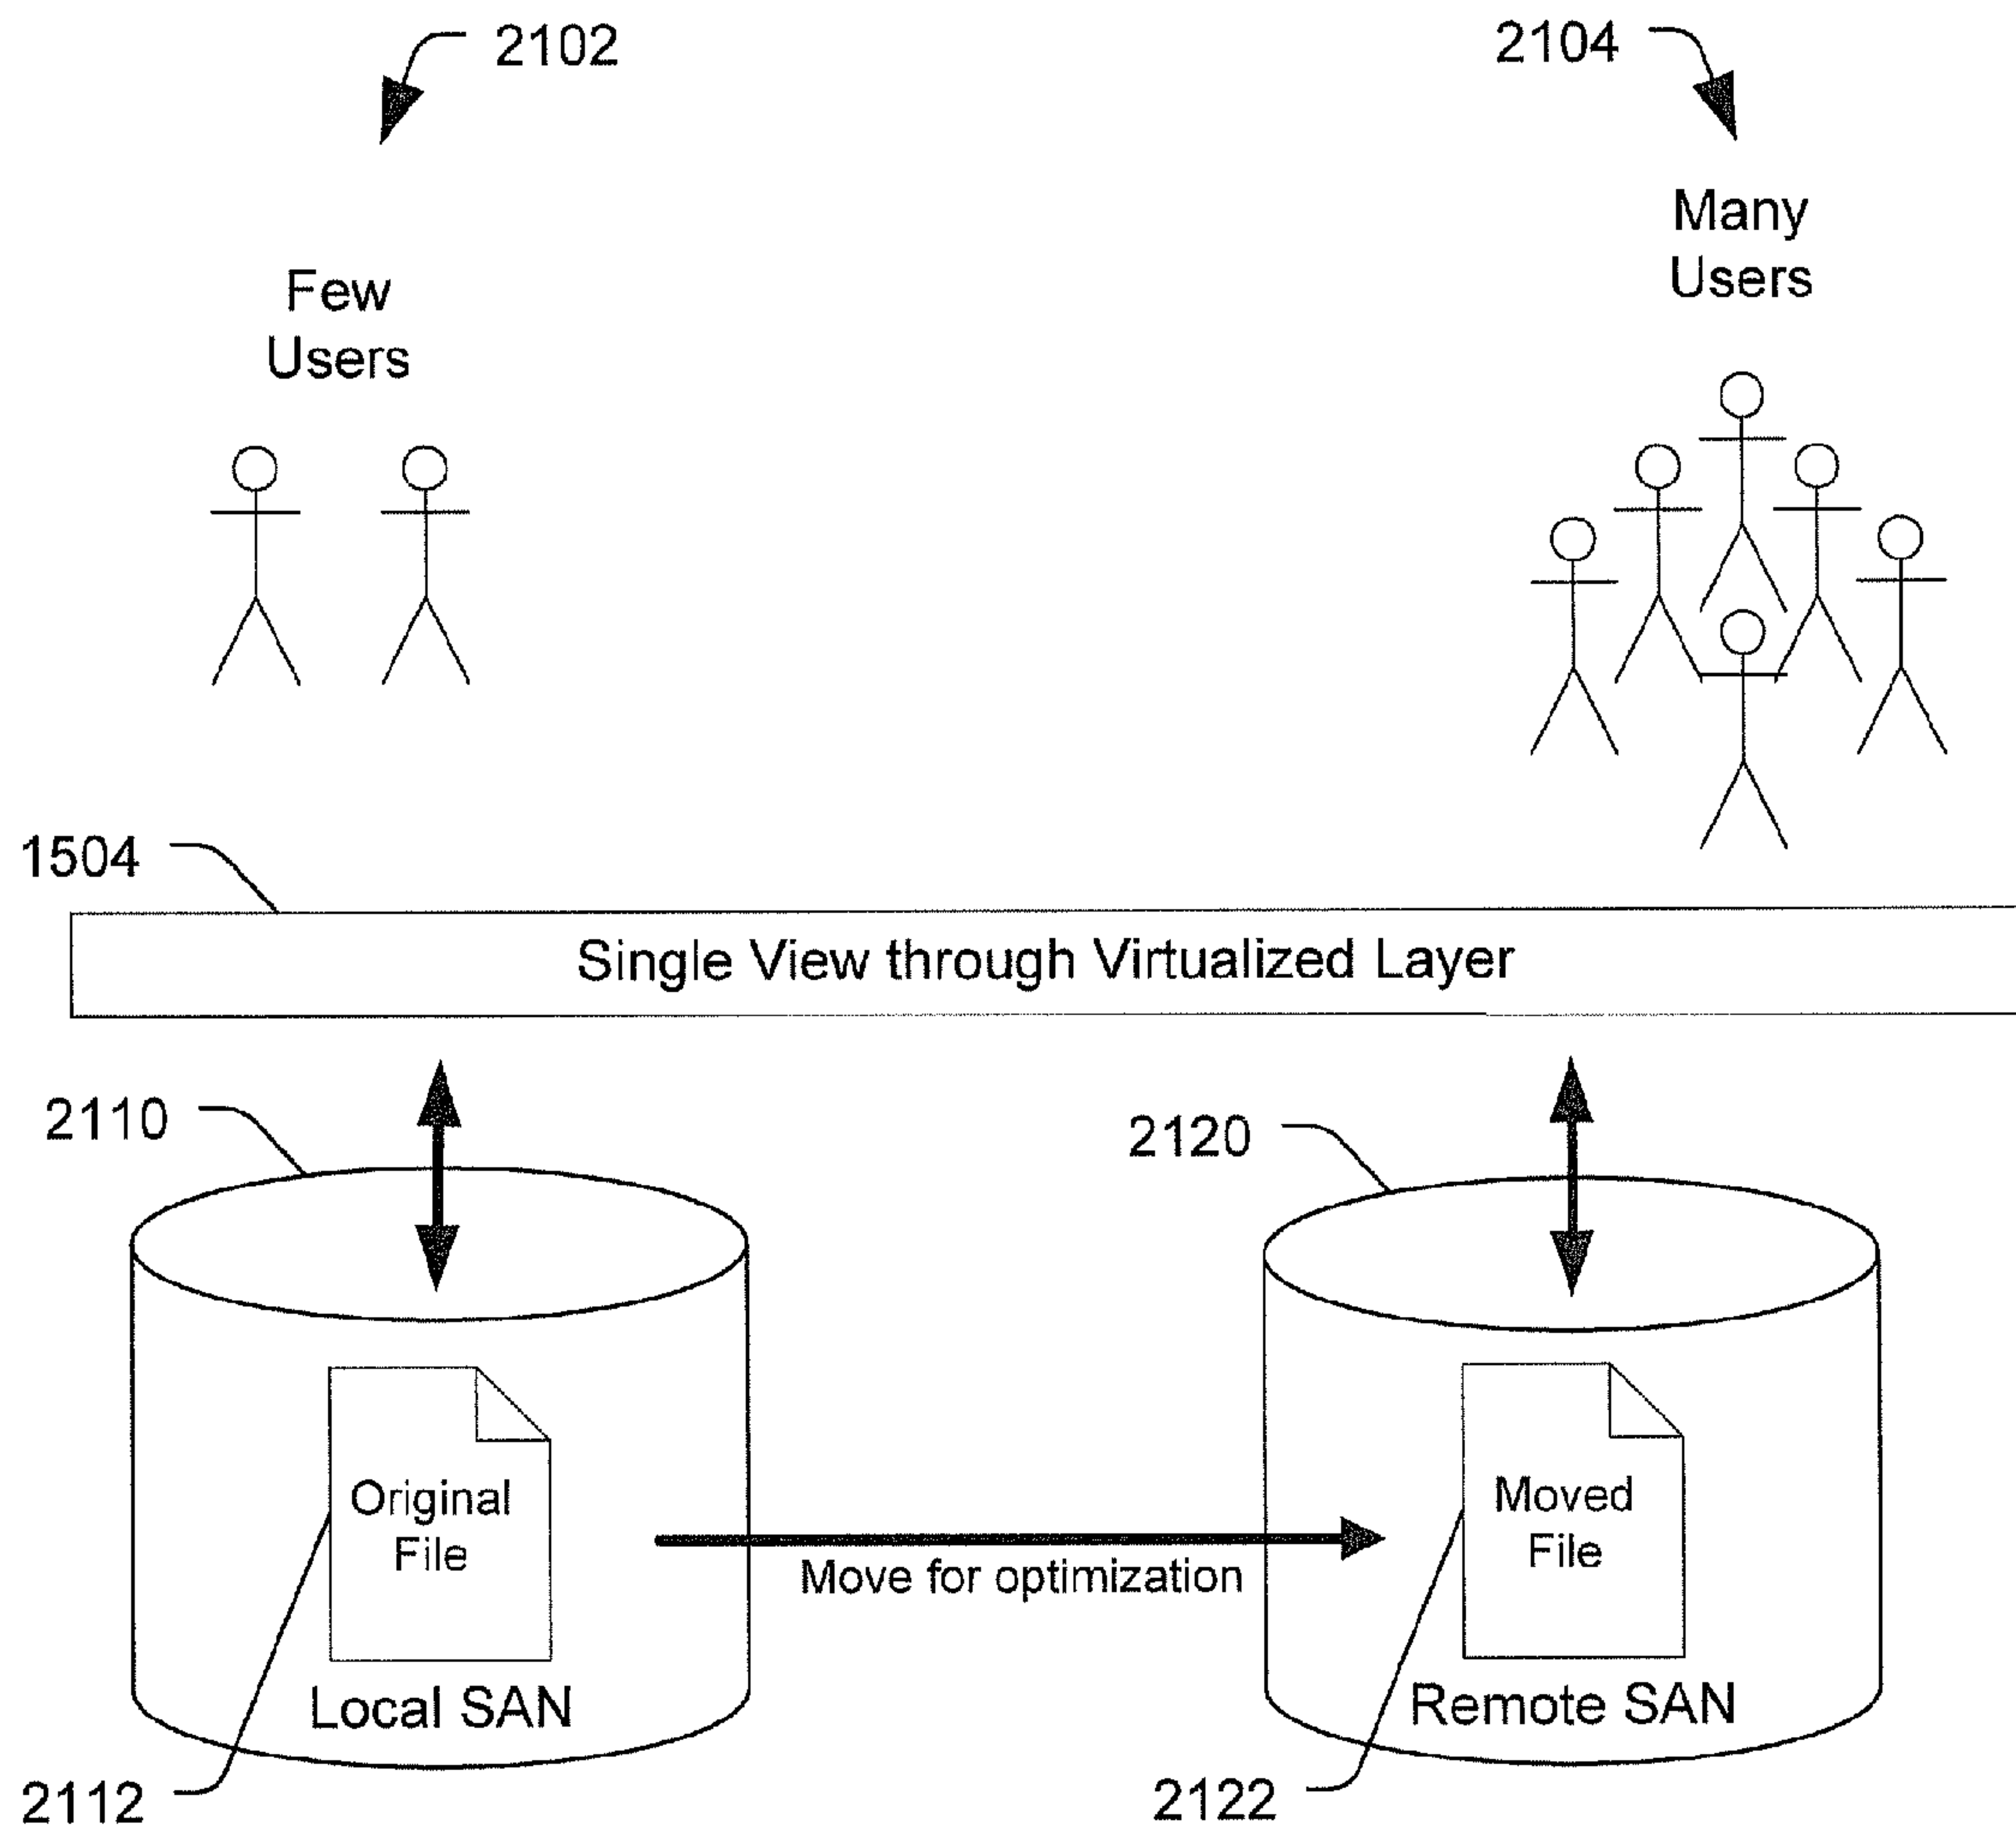 2102
2104
Few
Users
Many
Users
1504
Single View through Virtualized Layer
2110
2120
Original
File
Moved
File
Move for optimization
Local SAN
Remote SAN
2112
2122